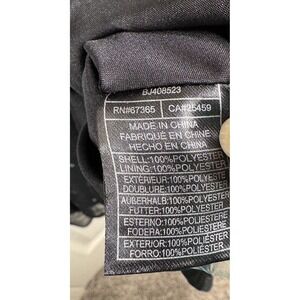 BJ408523
RN#67365 CA#25459
MADE IN CHINA
FABRIQUÉ EN CHINE
HECHO EN CHINA
SHELL:100%POLYESTER
LINING:100%POLYESTER
EXTÉRIEUR:100%POLYESTER
DOUBLURE:100%POLYESTER
AUßERHALB:100%POLYESTER
FUTTER:100%POLYESTER
ESTERNO:100%POLIESTERE
FODERA:100%POLIESTERE
EXTERIOR:100%POLIÉSTER
FORRO:100%POLIÉSTER